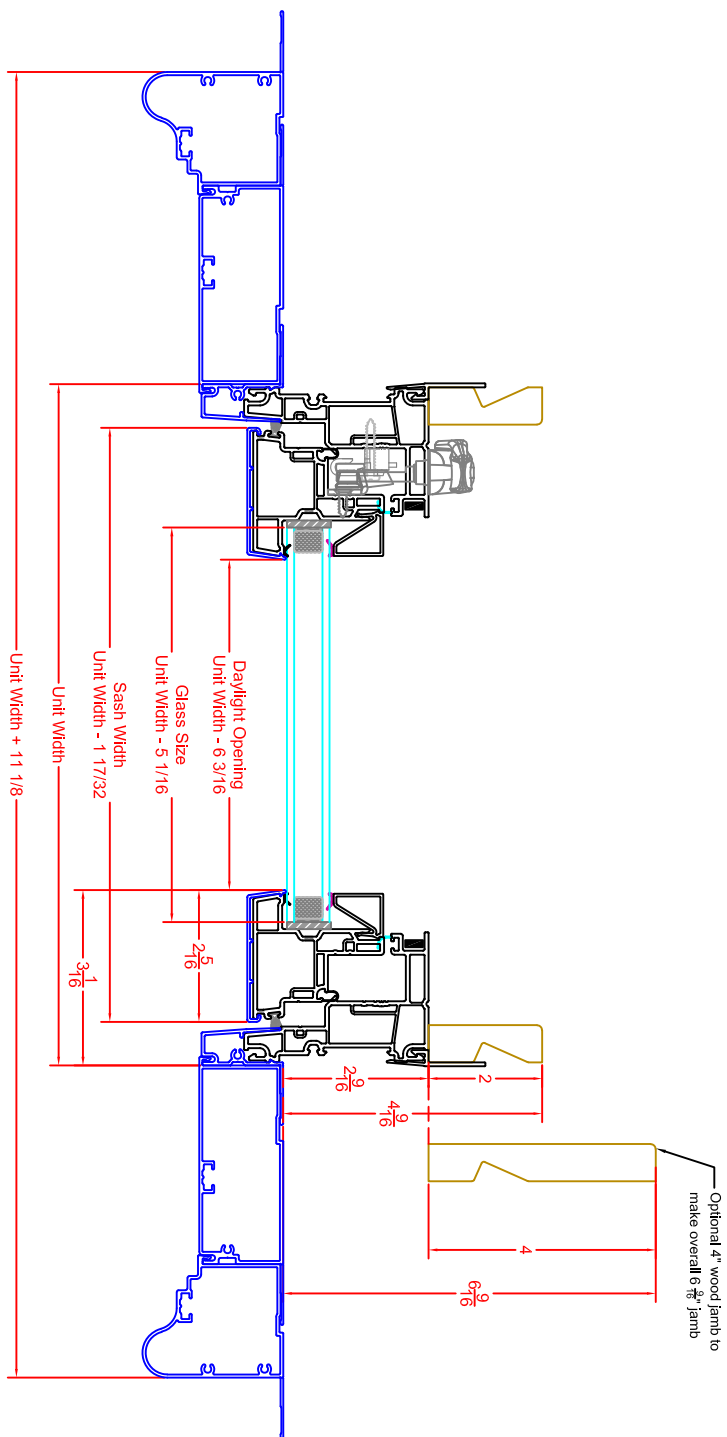 Optional 4" wood jamb to
make overall 6 9/16" jamb
2
4
2 9/16
4 9/16
6 9/16
Daylight Opening
Unit Width - 6 3/16
Glass Size
Unit Width - 5 1/16
Sash Width
Unit Width - 1 17/32
Unit Width
Unit Width + 11 1/8
2 5/16
3 1/16